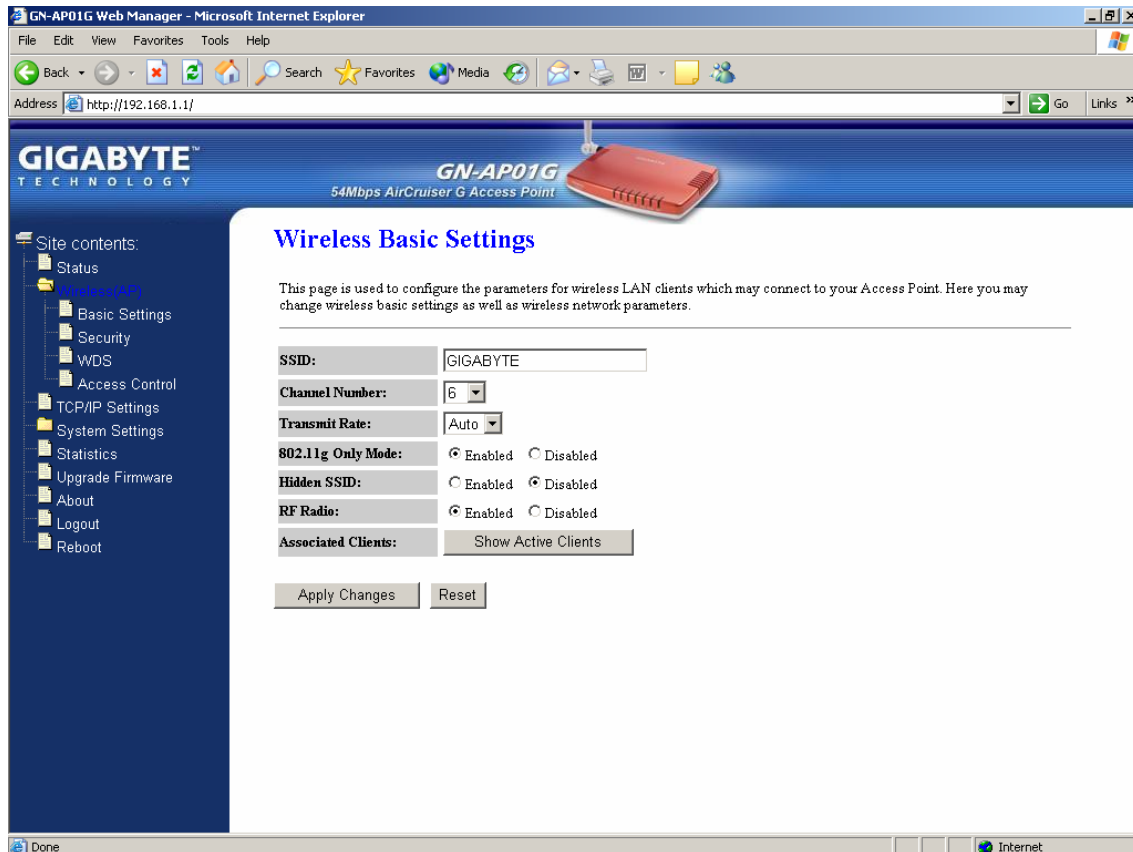 GN-AP01G Web Manager - Microsoft Internet Explorer
File Edit View Favorites Tools Help
Back Search Favorites Media
Address http://192.168.1.1/ Go Links »
GIGABYTE™
TECHNOLOGY
GN-AP01G
54Mbps AirCruiser G Access Point
Site contents:
Status
Wireless(AP)
Basic Settings
Security
WDS
Access Control
TCP/IP Settings
System Settings
Statistics
Upgrade Firmware
About
Logout
Reboot
Wireless Basic Settings
This page is used to configure the parameters for wireless LAN clients which may connect to your Access Point. Here you may
change wireless basic settings as well as wireless network parameters.
SSID: GIGABYTE
Channel Number: 6
Transmit Rate: Auto
802.11g Only Mode: Enabled Disabled
Hidden SSID: Enabled Disabled
RF Radio: Enabled Disabled
Associated Clients: Show Active Clients
Apply Changes Reset
Done Internet